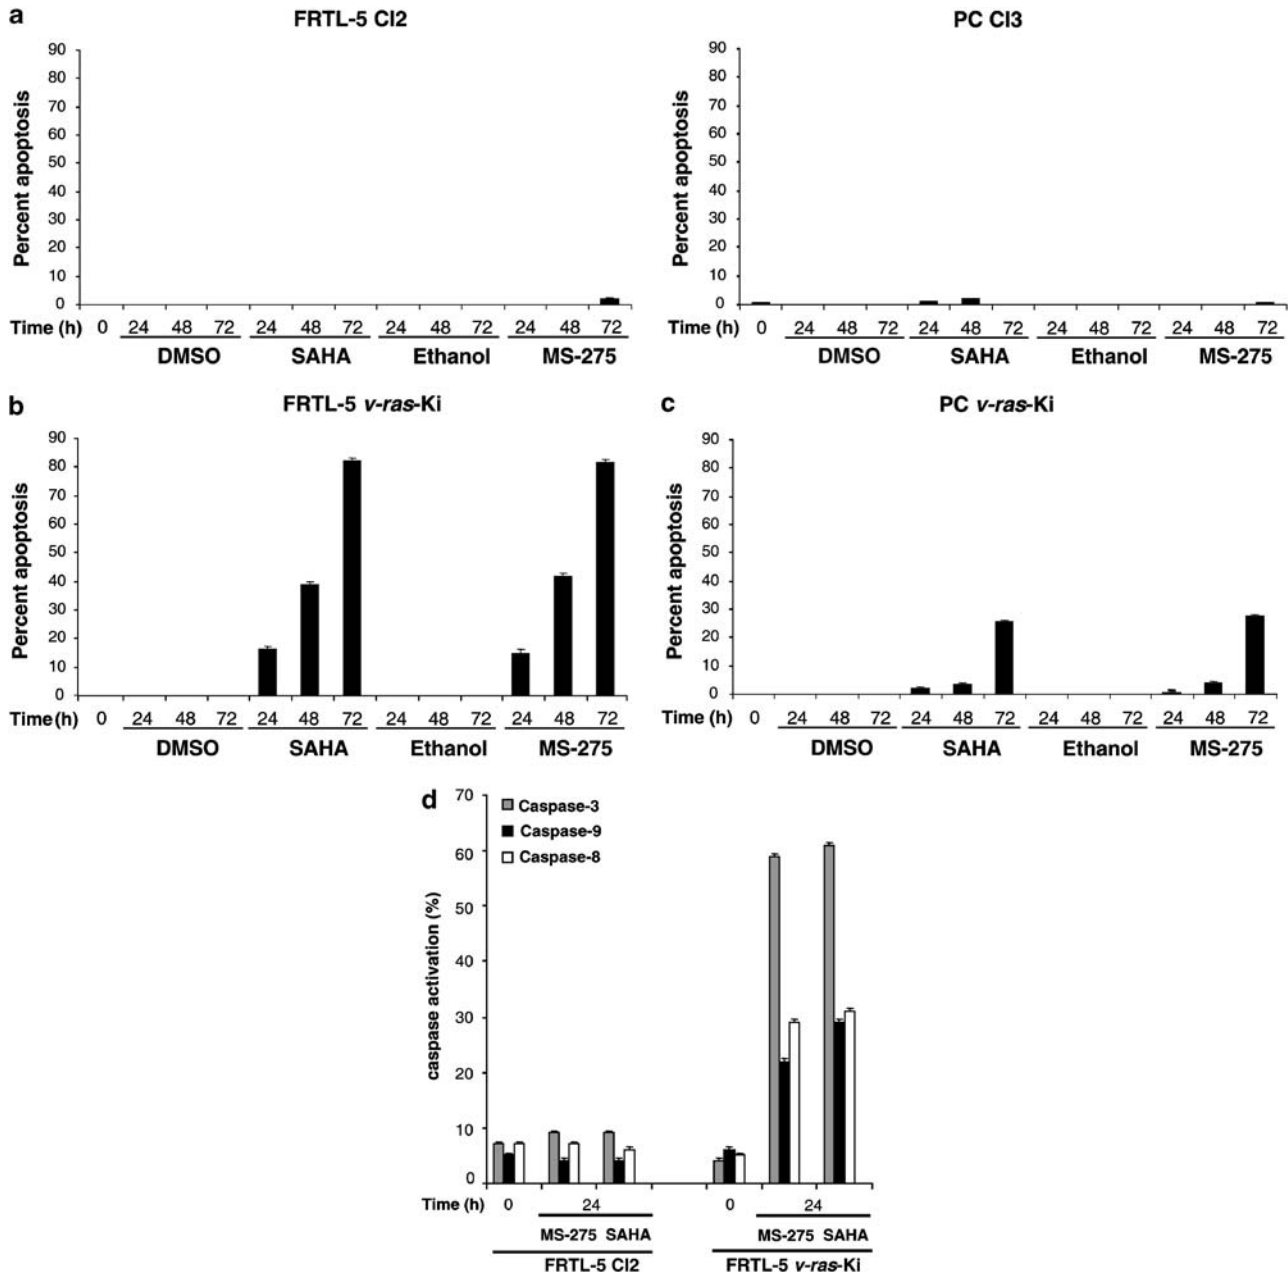 a
FRTL-5 Cl2
90
80
70
60
50
40
30
20
10
0
Percent apoptosis
Time (h) 0 24 48 72 24 48 72 24 48 72 24 48 72
DMSO SAHA Ethanol MS-275
PC Cl3
90
80
70
60
50
40
30
20
10
0
Percent apoptosis
Time (h) 0 24 48 72 24 48 72 24 48 72 24 48 72
DMSO SAHA Ethanol MS-275
b
FRTL-5 v-ras-Ki
90
80
70
60
50
40
30
20
10
0
Percent apoptosis
Time (h) 0 24 48 72 24 48 72 24 48 72 24 48 72
DMSO SAHA Ethanol MS-275
c
PC v-ras-Ki
90
80
70
60
50
40
30
20
10
0
Percent apoptosis
Time (h) 0 24 48 72 24 48 72 24 48 72 24 48 72
DMSO SAHA Ethanol MS-275
d
70
60
50
40
30
20
10
0
caspase activation (%)
Caspase-3
Caspase-9
Caspase-8
Time (h) 0 24 0 24
MS-275 SAHA MS-275 SAHA
FRTL-5 Cl2 FRTL-5 v-ras-Ki